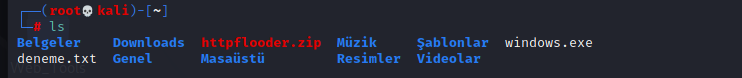 (root💀kali)-[~]
# ls
Belgeler Downloads httpflooder.zip Müzik Şablonlar windows.exe
deneme.txt Genel Masaüstü Resimler Videolar